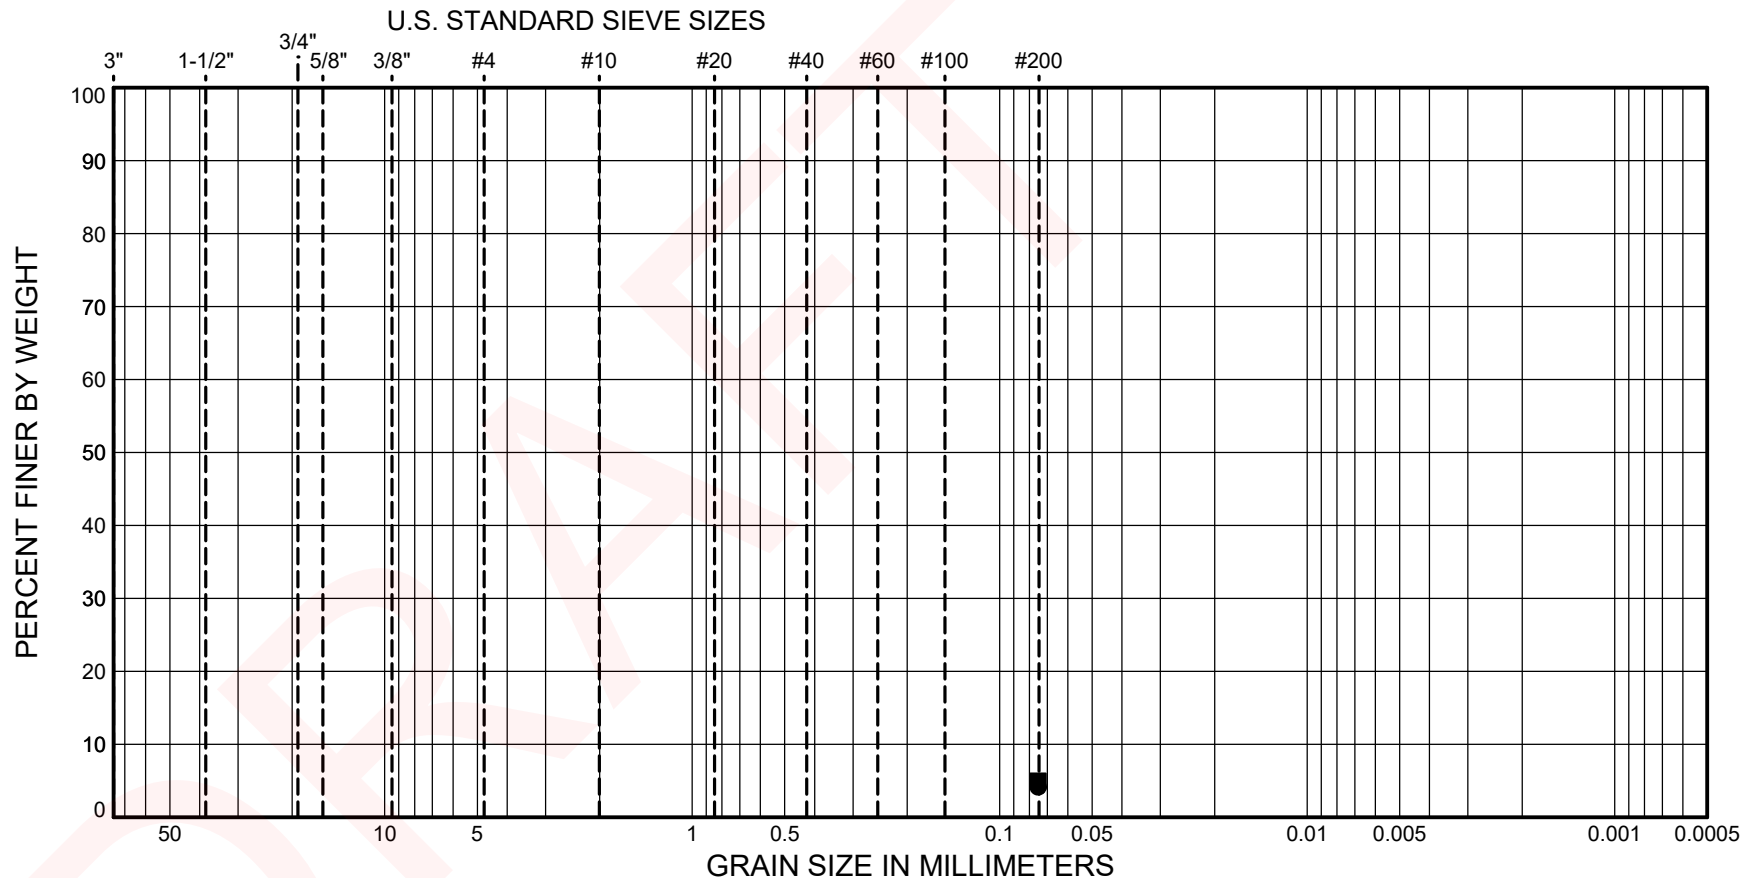 U.S. STANDARD SIEVE SIZES
3" 1-1/2" 3/4" 5/8" 3/8" #4 #10 #20 #40 #60 #100 #200
100
90
80
70
60
50
40
30
20
10
0
PERCENT FINER BY WEIGHT
50 10 5 1 0.5 0.1 0.05 0.01 0.005 0.001 0.0005
GRAIN SIZE IN MILLIMETERS
DRAFT